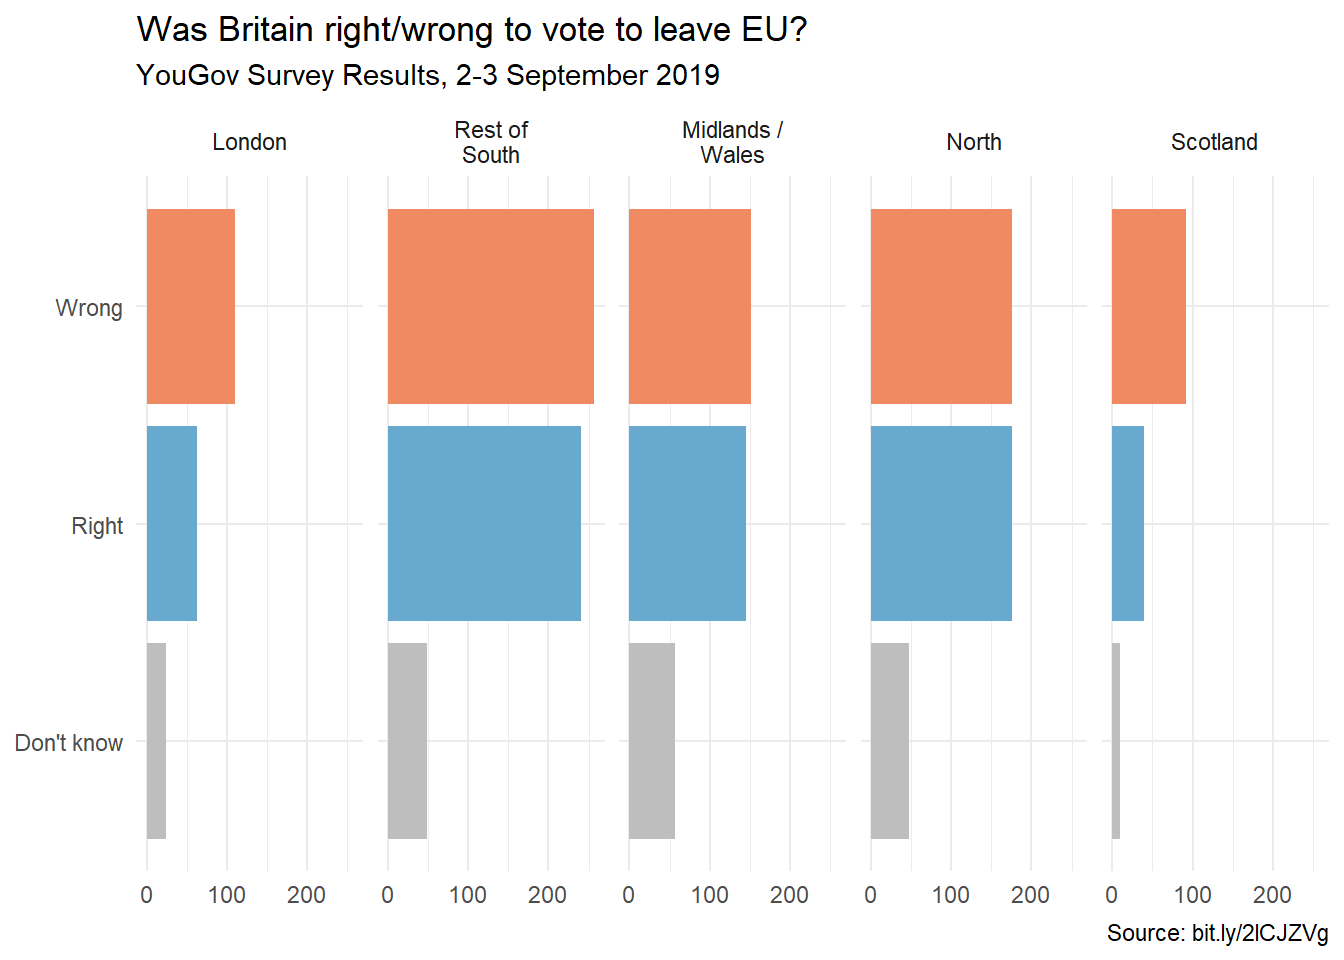 Was Britain right/wrong to vote to leave EU?
YouGov Survey Results, 2-3 September 2019
London
Rest of
South
Midlands /
Wales
North
Scotland
Wrong
Right
Don't know
0 100 200 0 100 200 0 100 200 0 100 200 0 100 200
Source: bit.ly/2lCJZVg